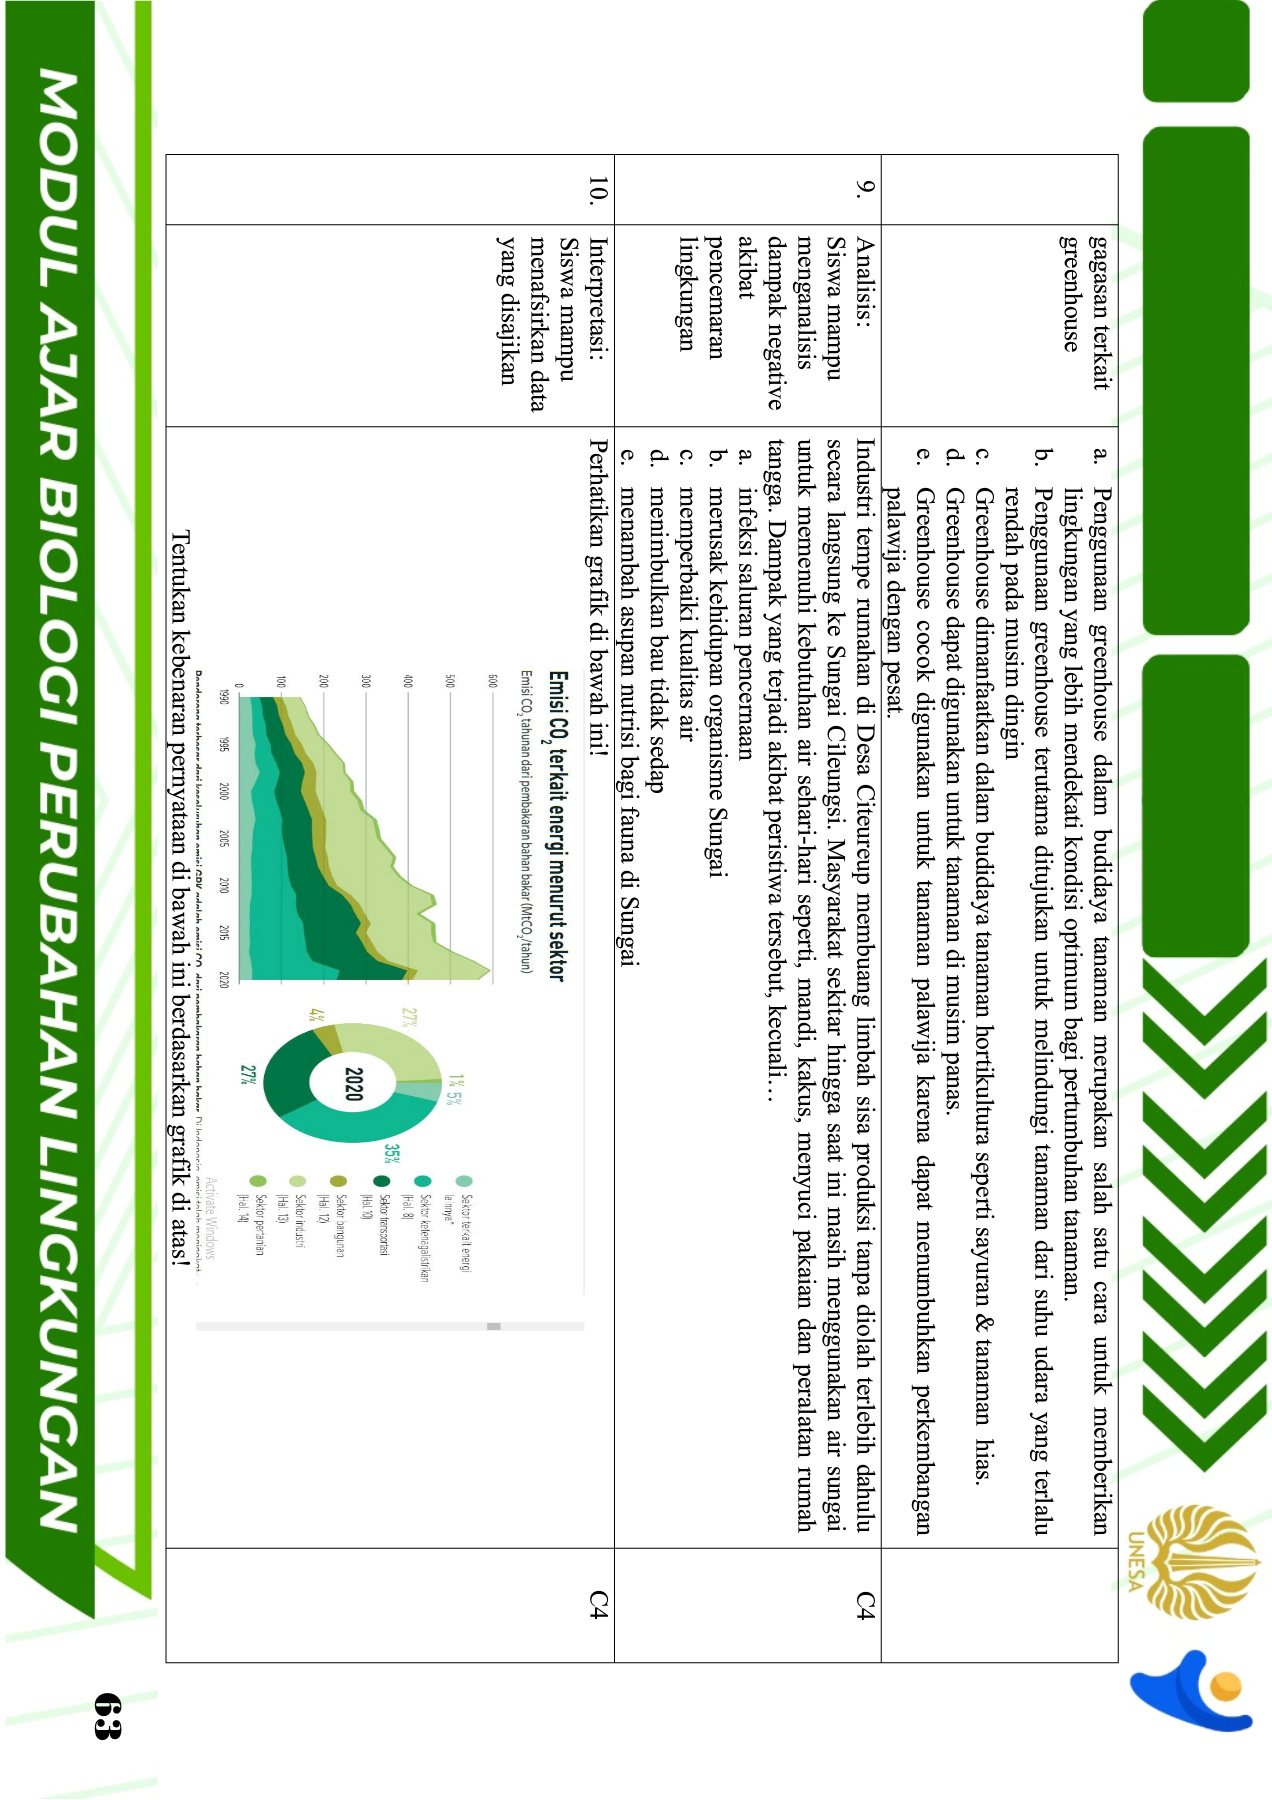 UNESA
gagasan terkait
greenhouse
a. Penggunaan greenhouse dalam budidaya tanaman merupakan salah satu cara untuk memberikan
lingkungan yang lebih mendekati kondisi optimum bagi pertumbuhan tanaman.
b. Penggunaan greenhouse terutama ditujukan untuk melindungi tanaman dari suhu udara yang terlalu
rendah pada musim dingin
c. Greenhouse dimanfaatkan dalam budidaya tanaman hortikultura seperti sayuran & tanaman hias.
d. Greenhouse dapat digunakan untuk tanaman di musim panas.
e. Greenhouse cocok digunakan untuk tanaman palawija karena dapat menumbuhkan perkembangan
palawija dengan pesat.
9.
Analisis:
Siswa mampu
menganalisis
dampak negative
akibat
pencemaran
lingkungan
Industri tempe rumahan di Desa Citeureup membuang limbah sisa produksi tanpa diolah terlebih dahulu
secara langsung ke Sungai Cileungsi. Masyarakat sekitar hingga saat ini masih menggunakan air sungai
untuk memenuhi kebutuhan air sehari-hari seperti, mandi, kakus, menyuci pakaian dan peralatan rumah
tangga. Dampak yang terjadi akibat peristiwa tersebut, kecuali…
a. infeksi saluran pencernaan
b. merusak kehidupan organisme Sungai
c. memperbaiki kualitas air
d. menimbulkan bau tidak sedap
e. menambah asupan nutrisi bagi fauna di Sungai
C4
10.
Interpretasi:
Siswa mampu
menafsirkan data
yang disajikan
Perhatikan grafik di bawah ini!
Emisi CO2 terkait energi menurut sektor
Emisi CO2 tahunan dari pembakaran bahan bakar (MtCO2/tahun)
600
500
400
300
200
100
0
1990 1995 2000 2005 2010 2015 2020
1% 5%
27%
35%
2020
4%
27%
Sektor terkait energi
lainnya*
Sektor ketenagalistrikan
(Hal. 8)
Sektor transportasi
(Hal. 10)
Sektor bangunan
(Hal. 12)
Sektor industri
(Hal. 13)
Sektor pertanian
(Hal. 14)
Activate Windows
Tentukan kebenaran pernyataan di bawah ini berdasarkan grafik di atas!
C4
MODUL AJAR BIOLOGI PERUBAHAN LINGKUNGAN
63